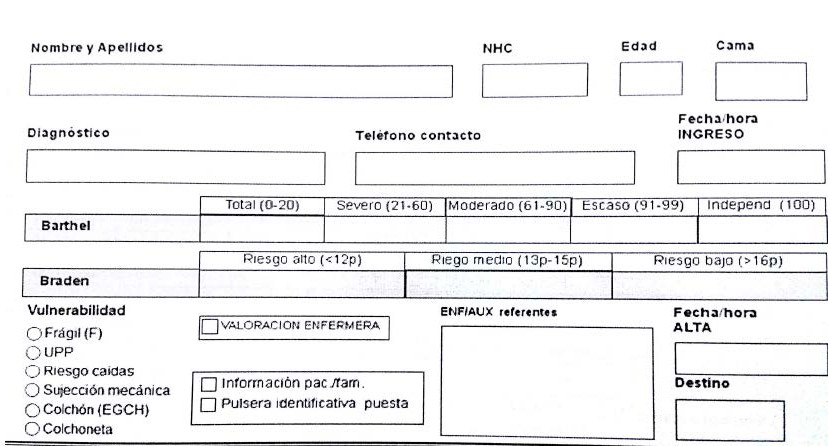 Nombre y Apellidos NHC Edad Cama
Diagnóstico Teléfono contacto Fecha/hora
INGRESO
Total (0-20) Severo (21-60) Moderado (61-90) Escaso (91-99) Independ (100)
Barthel
Riesgo alto (<12p) Riego medio (13p-15p) Riesgo bajo (>16p)
Braden
Vulnerabilidad
Frágil (F)
UPP
Riesgo caidas
Sujección mecánica
Colchón (EGCH)
Colchoneta
VALORACION ENFERMERA
Información pac./fam.
Pulsera identificativa puesta
ENF/AUX referentes
Fecha/hora
ALTA
Destino